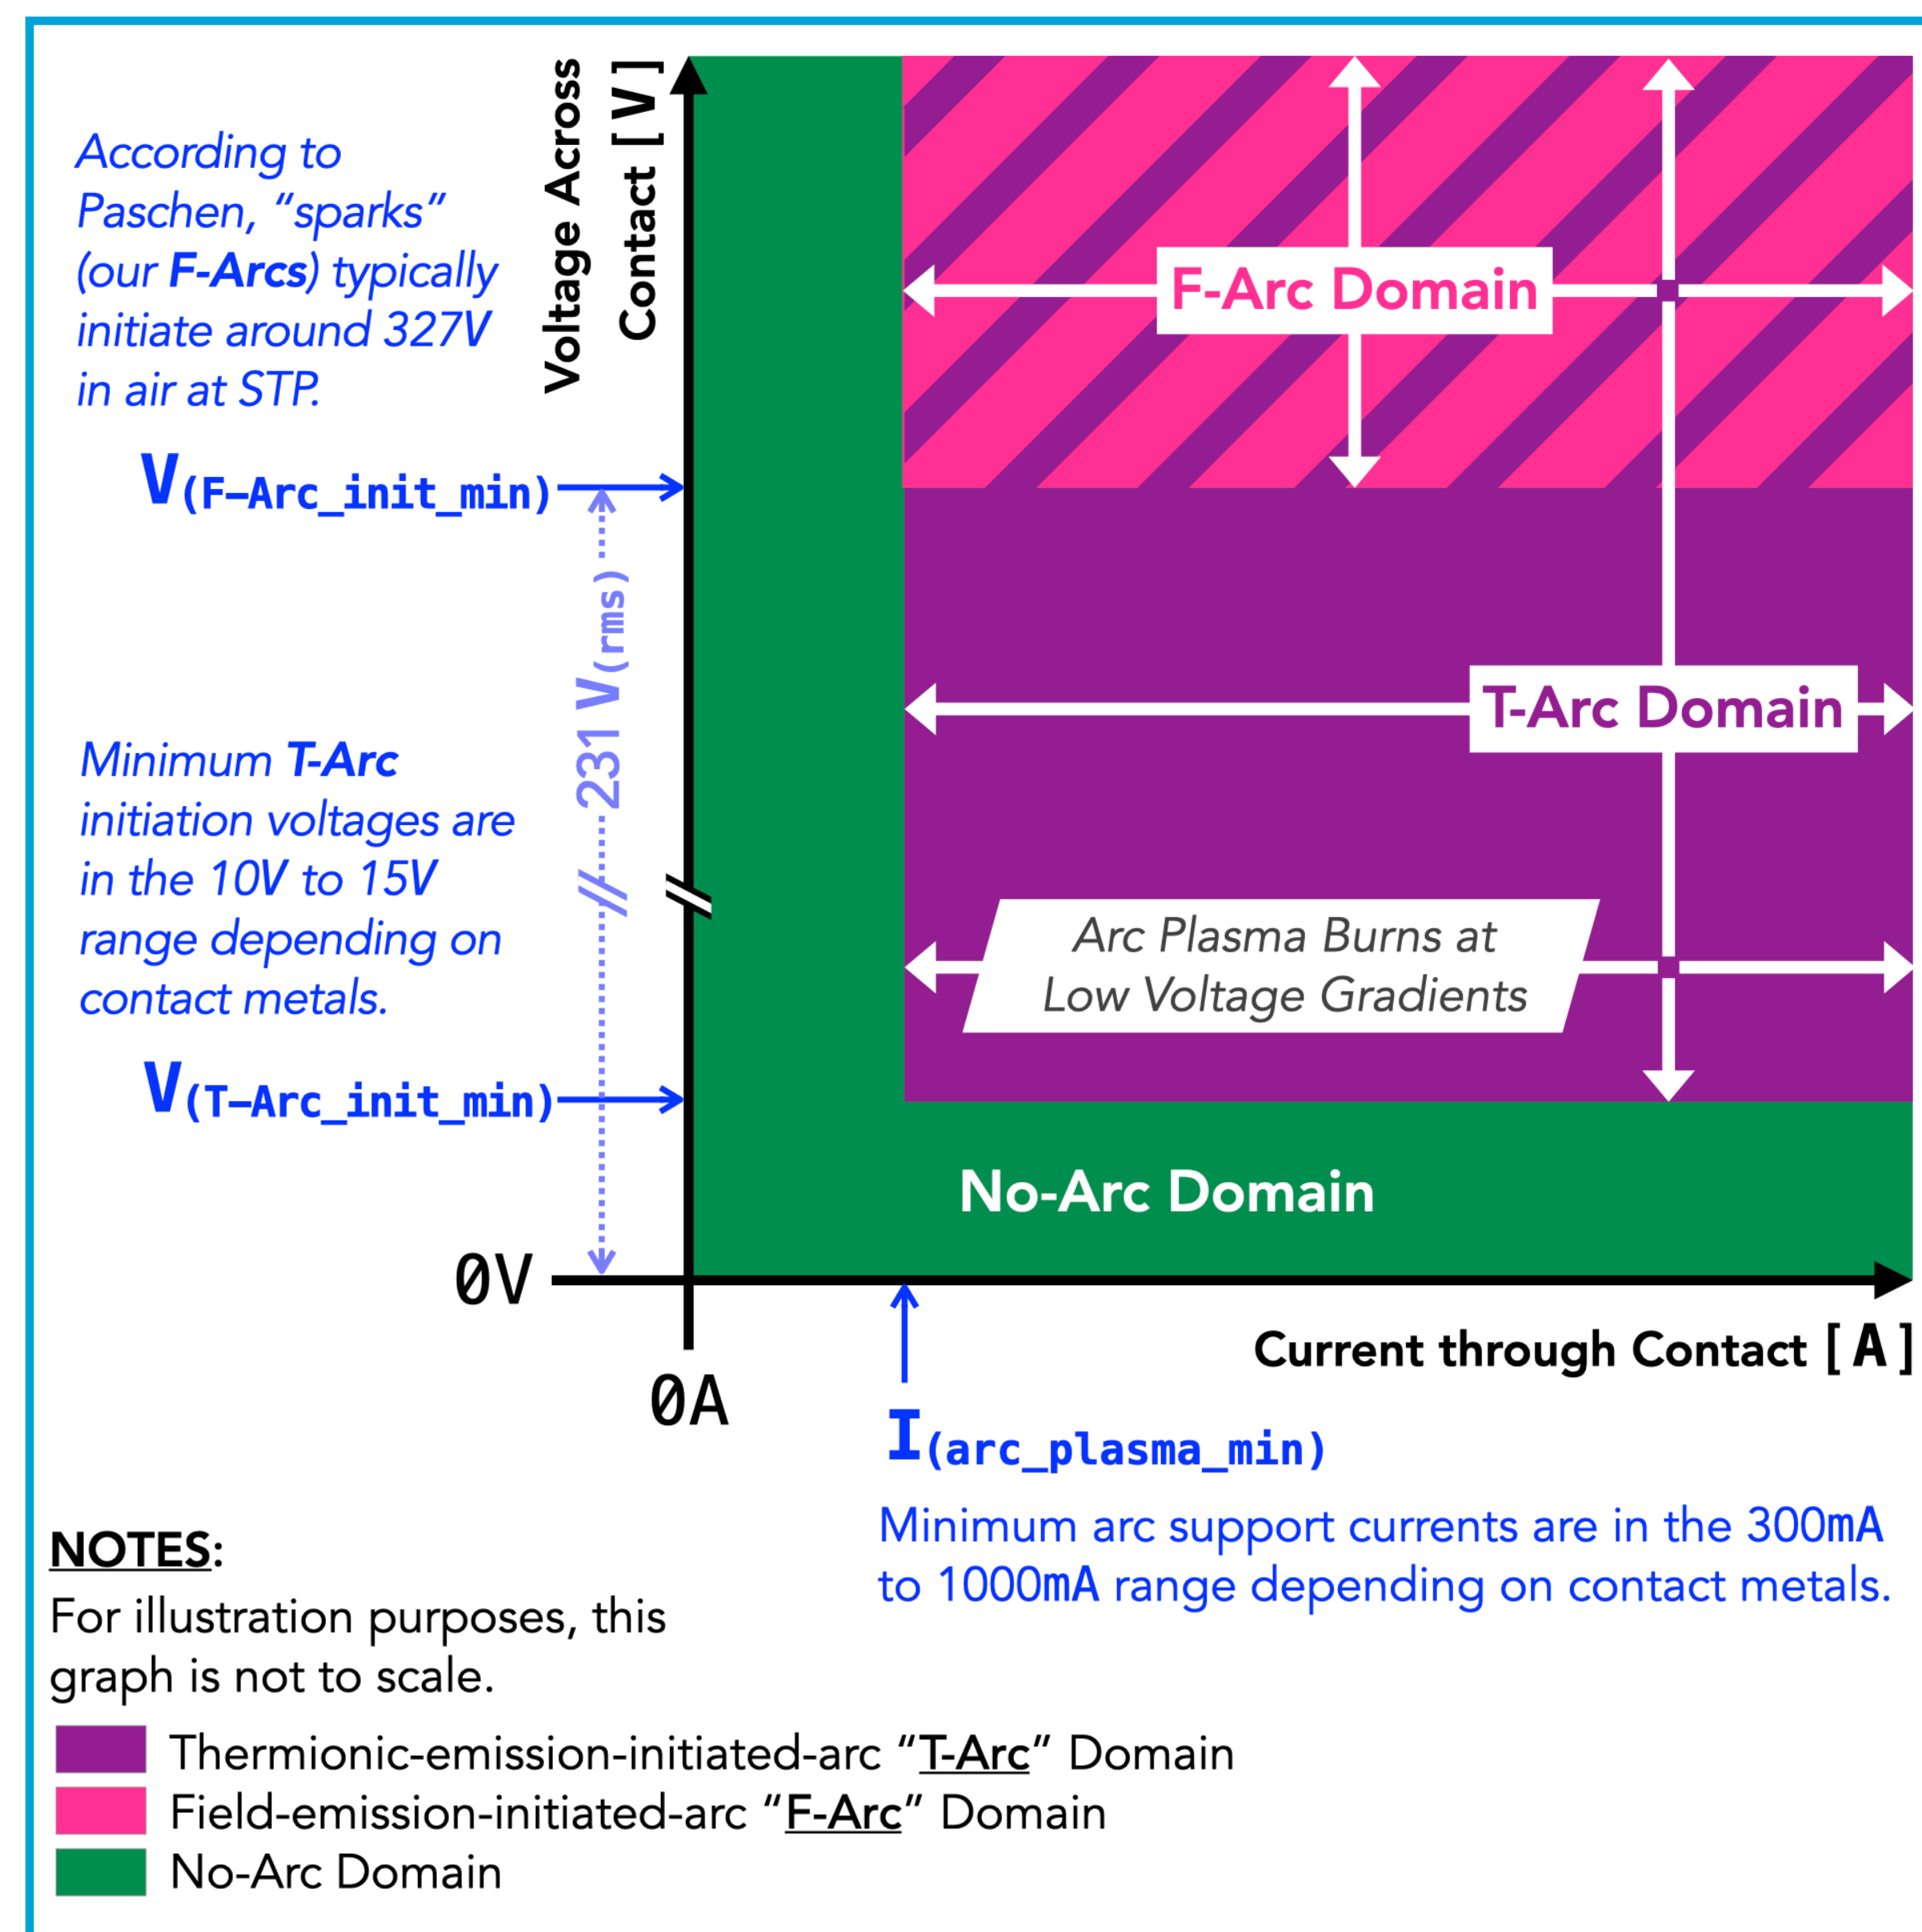 Voltage Across
Contact [V]
According to
Paschen, “sparks”
(our F-Arcs) typically
initiate around 327V
in air at STP.
V(F–Arc_init_min)
231 V(rms)
Minimum T-Arc
initiation voltages are
in the 10V to 15V
range depending on
contact metals.
V(T–Arc_init_min)
F-Arc Domain
T-Arc Domain
Arc Plasma Burns at
Low Voltage Gradients
No-Arc Domain
0V
0A
Current through Contact [A]
I(arc_plasma_min)
Minimum arc support currents are in the 300mA
to 1000mA range depending on contact metals.
NOTES:
For illustration purposes, this
graph is not to scale.
Thermionic-emission-initiated-arc “T-Arc” Domain
Field-emission-initiated-arc “F-Arc” Domain
No-Arc Domain